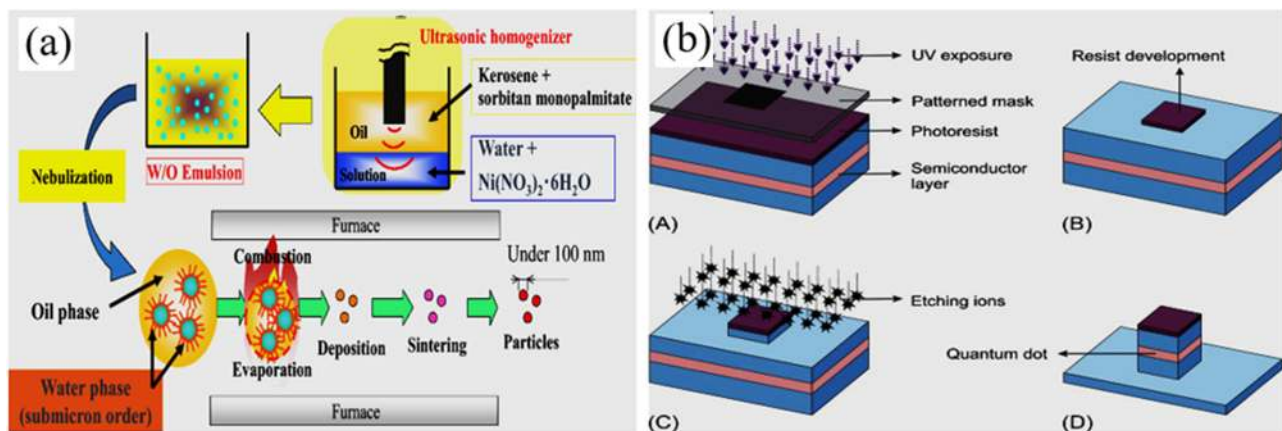 (a)
Ultrasonic homogenizer
Kerosene +
sorbitan monopalmitate
Oil
Water +
Ni(NO₃)₂·6H₂O
Solution
W/O Emulsion
Nebulization
Furnace
Combustion
Under 100 nm
Oil phase
Deposition
Sintering
Particles
Evaporation
Water phase
(submicron order)
Furnace
(b)
UV exposure
Patterned mask
Photoresist
Semiconductor
layer
(A)
Resist development
(B)
Etching ions
(C)
Quantum dot
(D)